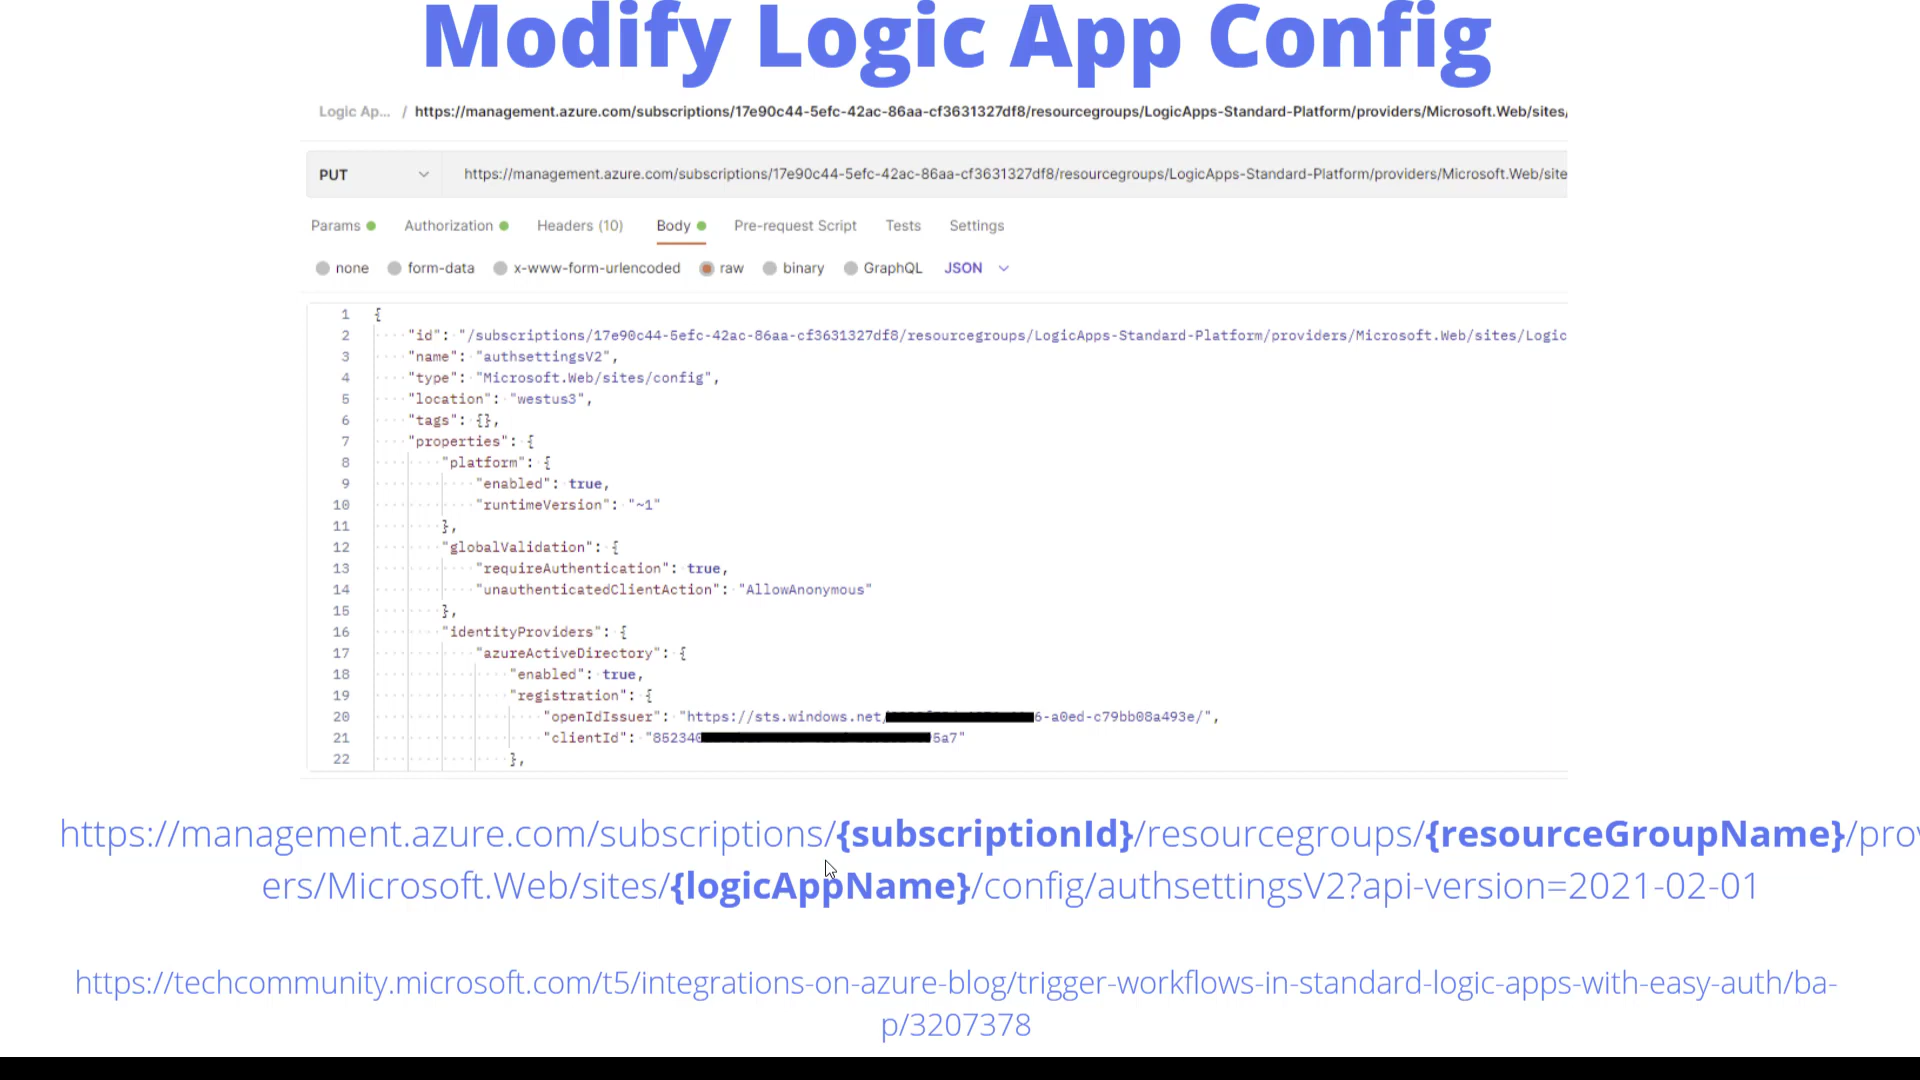 Modify Logic App Config
Logic Ap... / https://management.azure.com/subscriptions/17e90c44-5efc-42ac-86aa-cf3631327df8/resourcegroups/LogicApps-Standard-Platform/providers/Microsoft.Web/sites/
PUT https://management.azure.com/subscriptions/17e90c44-5efc-42ac-86aa-cf3631327df8/resourcegroups/LogicApps-Standard-Platform/providers/Microsoft.Web/site
Params Authorization Headers (10) Body Pre-request Script Tests Settings
none form-data x-www-form-urlencoded raw binary GraphQL JSON
1 {
2 "id": "/subscriptions/17e90c44-5efc-42ac-86aa-cf3631327df8/resourcegroups/LogicApps-Standard-Platform/providers/Microsoft.Web/sites/Logic
3 "name": "authsettingsV2",
4 "type": "Microsoft.Web/sites/config",
5 "location": "westus3",
6 "tags": {},
7 "properties": {
8 "platform": {
9 "enabled": true,
10 "runtimeVersion": "~1"
11 },
12 "globalValidation": {
13 "requireAuthentication": true,
14 "unauthenticatedClientAction": "AllowAnonymous"
15 },
16 "identityProviders": {
17 "azureActiveDirectory": {
18 "enabled": true,
19 "registration": {
20 "openIdIssuer": "https://sts.windows.net/ 6-a0ed-c79bb08a493e/",
21 "clientId": "852340 5a7"
22 },
https://management.azure.com/subscriptions/{subscriptionId}/resourcegroups/{resourceGroupName}/prov
ers/Microsoft.Web/sites/{logicAppName}/config/authsettingsV2?api-version=2021-02-01
https://techcommunity.microsoft.com/t5/integrations-on-azure-blog/trigger-workflows-in-standard-logic-apps-with-easy-auth/ba-
p/3207378